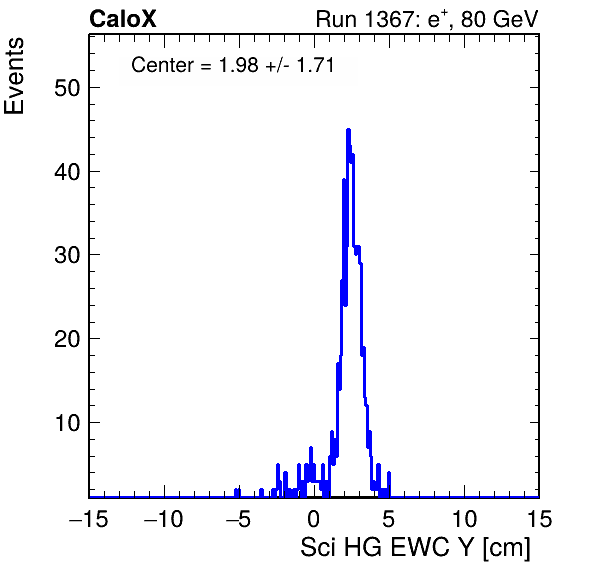 CaloX Run 1367: e⁺, 80 GeV
Center = 1.98 +/- 1.71
Events
50
40
30
20
10
−15 −10 −5 0 5 10 15
Sci HG EWC Y [cm]